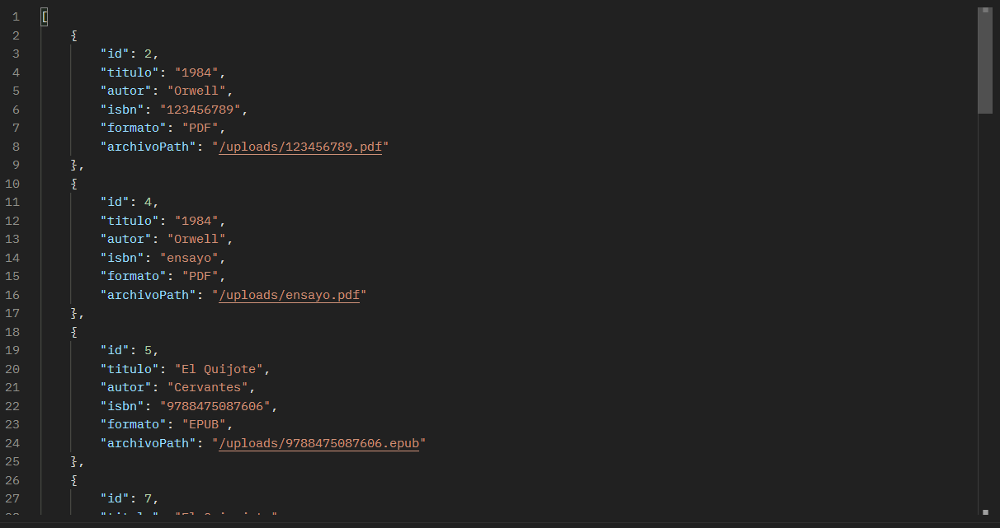 1 [
2 {
3 "id": 2,
4 "titulo": "1984",
5 "autor": "Orwell",
6 "isbn": "123456789",
7 "formato": "PDF",
8 "archivoPath": "/uploads/123456789.pdf"
9 },
10 {
11 "id": 4,
12 "titulo": "1984",
13 "autor": "Orwell",
14 "isbn": "ensayo",
15 "formato": "PDF",
16 "archivoPath": "/uploads/ensayo.pdf"
17 },
18 {
19 "id": 5,
20 "titulo": "El Quijote",
21 "autor": "Cervantes",
22 "isbn": "9788475087606",
23 "formato": "EPUB",
24 "archivoPath": "/uploads/9788475087606.epub"
25 },
26 {
27 "id": 7,